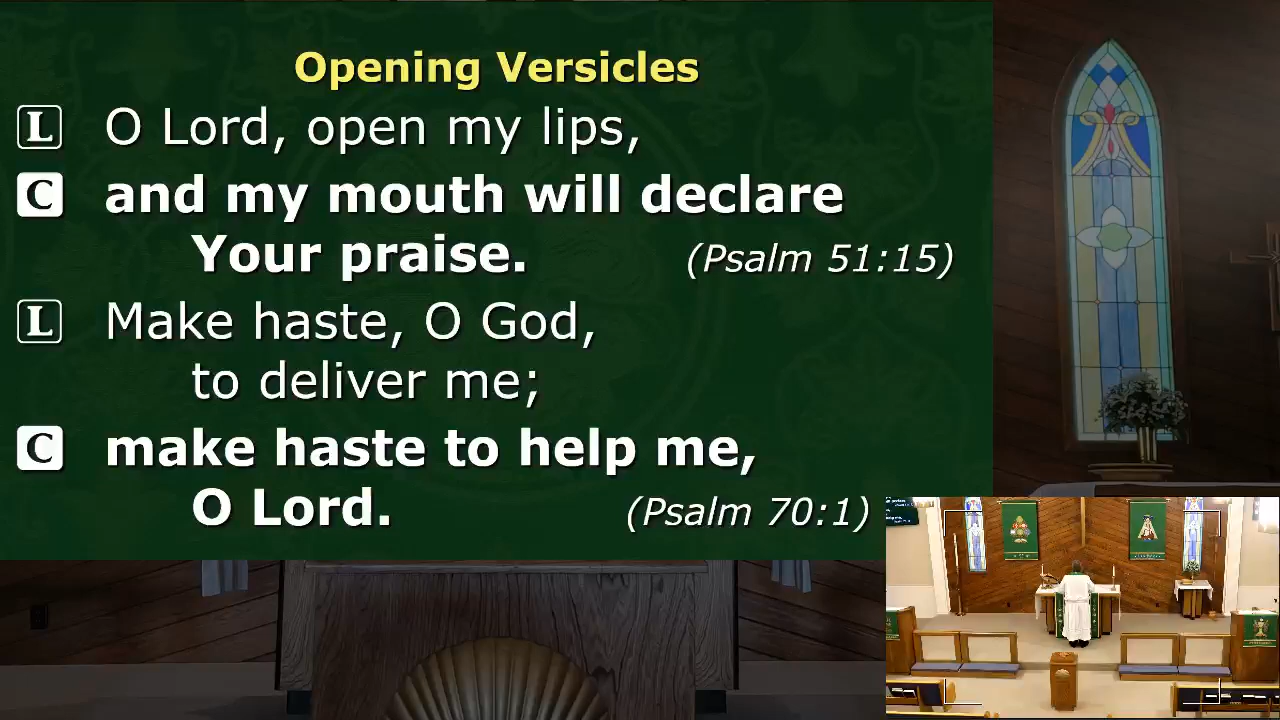 Opening Versicles
L O Lord, open my lips,
C and my mouth will declare
Your praise. (Psalm 51:15)
L Make haste, O God,
to deliver me;
C make haste to help me,
O Lord. (Psalm 70:1)